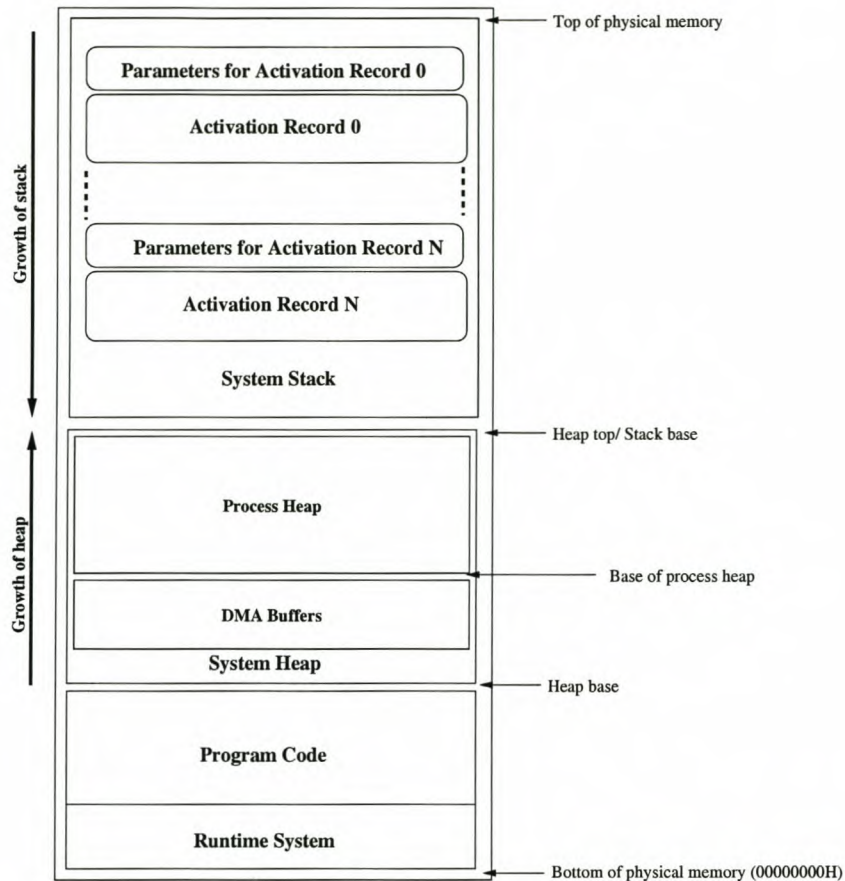 Top of physical memory
Parameters for Activation Record 0
Activation Record 0
Growth of stack
Parameters for Activation Record N
Activation Record N
System Stack
Heap top/ Stack base
Process Heap
Growth of heap
Base of process heap
DMA Buffers
System Heap
Heap base
Program Code
Runtime System
Bottom of physical memory (00000000H)